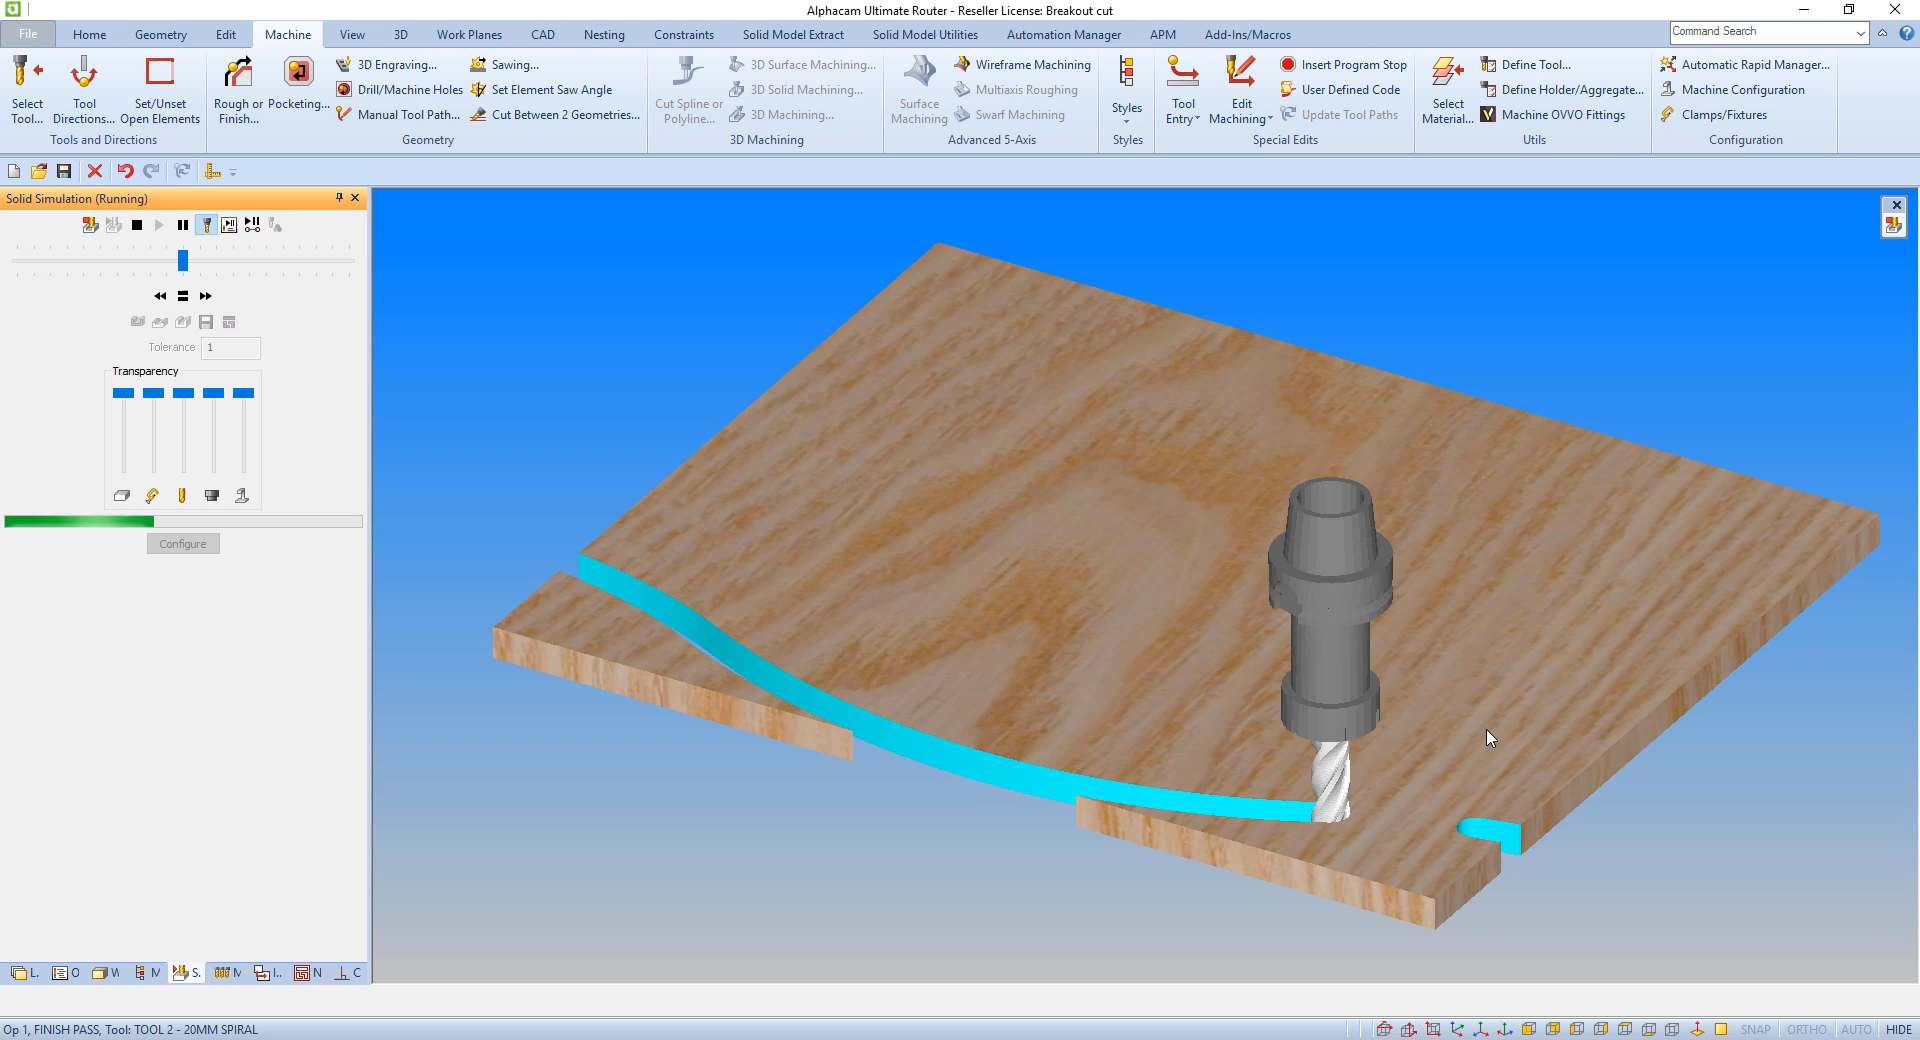 Alphacam Ultimate Router - Reseller License: Breakout cut
File Home Geometry Edit Machine View 3D Work Planes CAD Nesting Constraints Solid Model Extract Solid Model Utilities Automation Manager APM Add-Ins/Macros
Command Search
Select Tool...
Tool Directions...
Set/Unset Open Elements
Tools and Directions
Rough or Finish...
Pocketing...
3D Engraving...
Drill/Machine Holes
Manual Tool Path...
Sawing...
Set Element Saw Angle
Cut Between 2 Geometries...
Geometry
Cut Spline or Polyline...
3D Surface Machining...
3D Solid Machining...
3D Machining...
3D Machining
Surface Machining
Wireframe Machining
Multiaxis Roughing
Swarf Machining
Advanced 5-Axis
Styles
Styles
Tool Entry
Edit Machining
Insert Program Stop
User Defined Code
Update Tool Paths
Special Edits
Select Material...
Define Tool...
Define Holder/Aggregate...
Machine OVVO Fittings
Utils
Automatic Rapid Manager...
Machine Configuration
Clamps/Fixtures
Configuration
Solid Simulation (Running)
Tolerance 1
Transparency
Configure
L. O W M S. M I.. N C
Op 1, FINISH PASS, Tool: TOOL 2 - 20MM SPIRAL
SNAP ORTHO AUTO HIDE